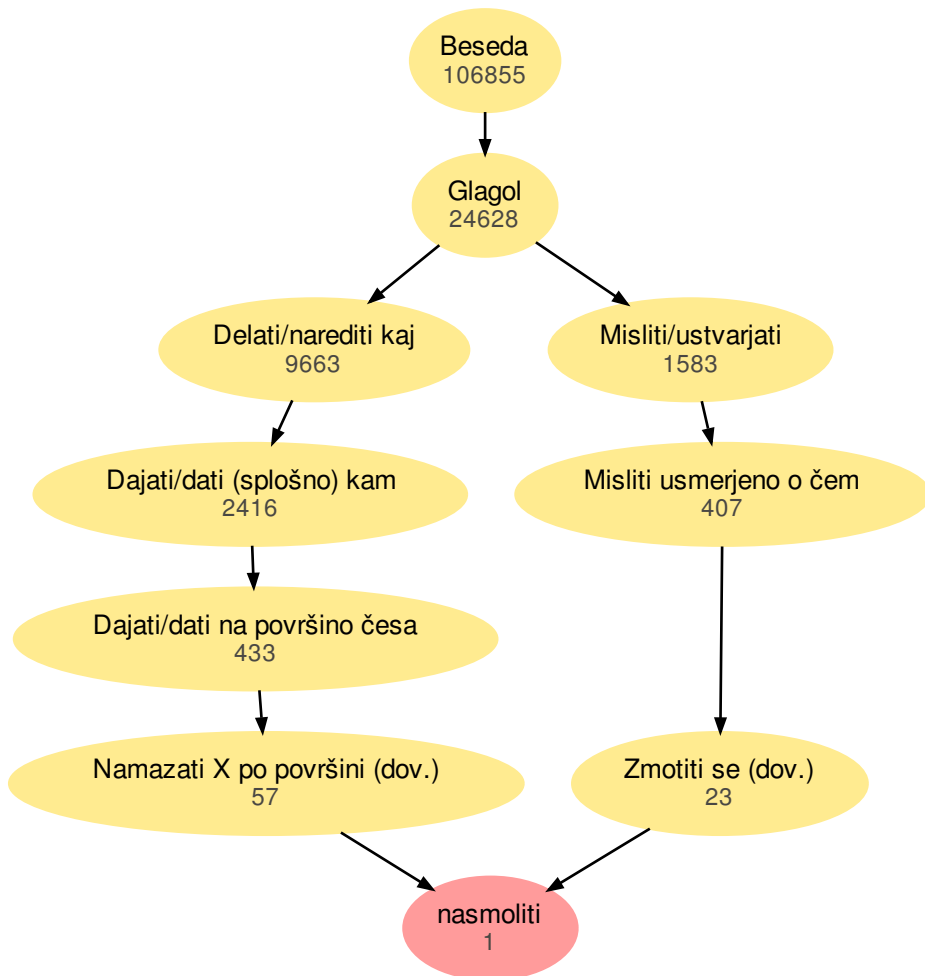 Beseda
106855
Glagol
24628
Delati/narediti kaj
9663
Misliti/ustvarjati
1583
Dajati/dati (splošno) kam
2416
Misliti usmerjeno o čem
407
Dajati/dati na površino česa
433
Namazati X po površini (dov.)
57
Zmotiti se (dov.)
23
nasmoliti
1